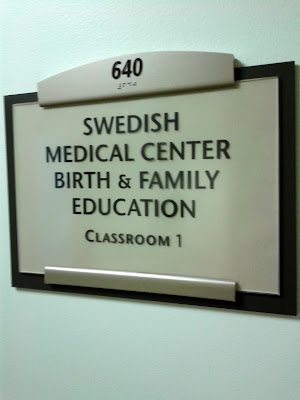 640
SWEDISH
MEDICAL CENTER
BIRTH & FAMILY
EDUCATION
CLASSROOM 1